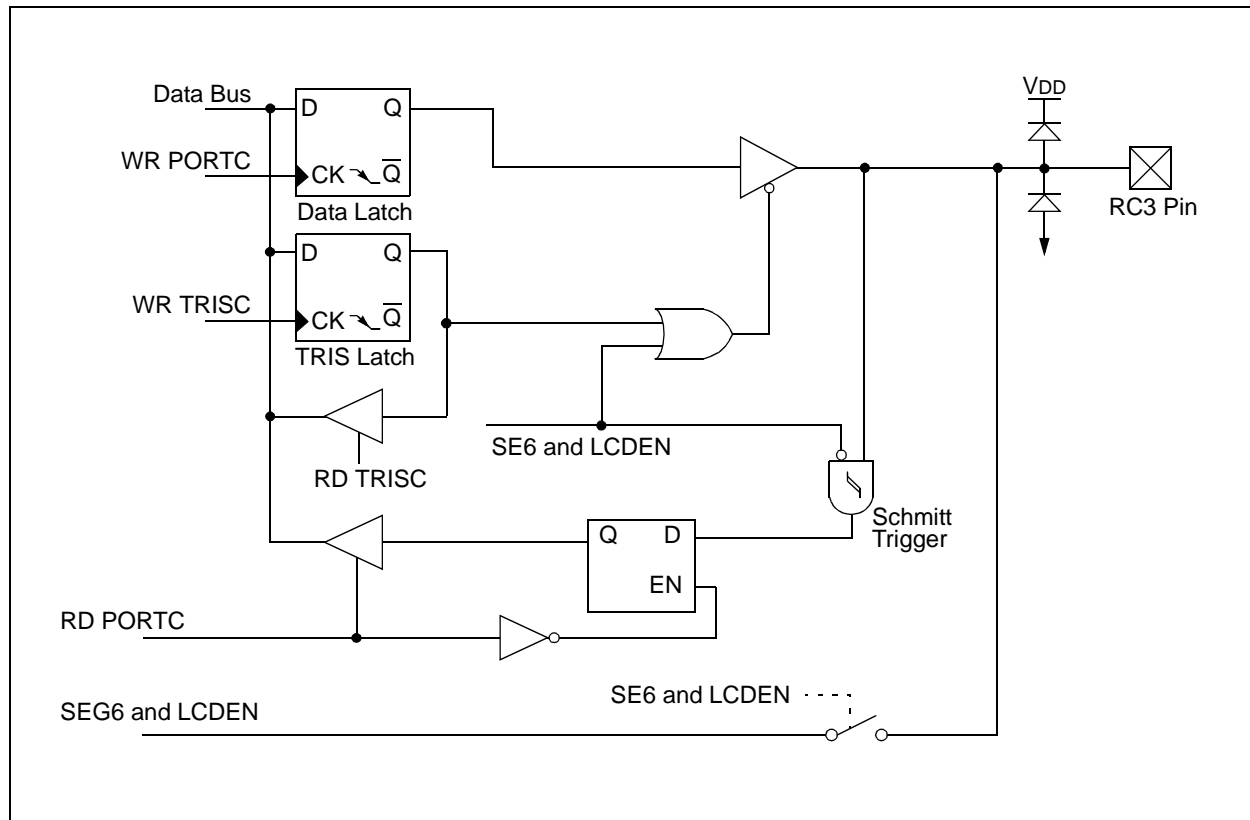 Data Bus
D Q
VDD
WR PORTC
CK Q̅
Data Latch
RC3 Pin
D Q
WR TRISC
CK Q̅
TRIS Latch
SE6 and LCDEN
RD TRISC
Schmitt
Trigger
Q D
EN
RD PORTC
SE6 and LCDEN
SEG6 and LCDEN